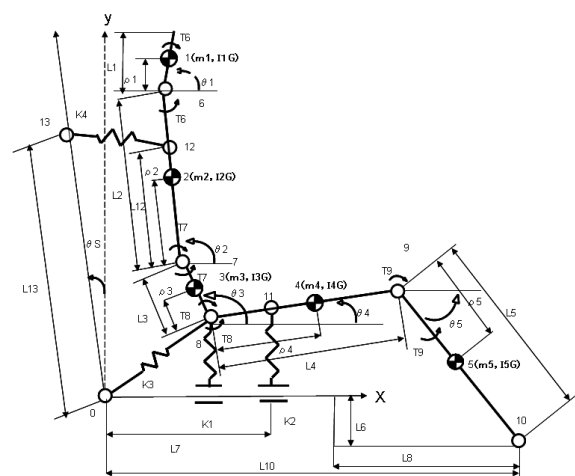 y
T6
1(m1, I1G)
L1
ρ1
θ1
6
T6
K4
13
12
ρ2
2(m2, I2G)
L2
L12
T7
θ2
7
9
θS
T7
3(m3, I3G)
T9
4(m4, I4G)
11
L13
ρ3
θ3
L3
T8
θ4
ρ5
L5
θ5
8
T8
ρ4
T9
L4
5(m5, I5G)
K3
0
X
K1
K2
L6
10
L7
L8
L10